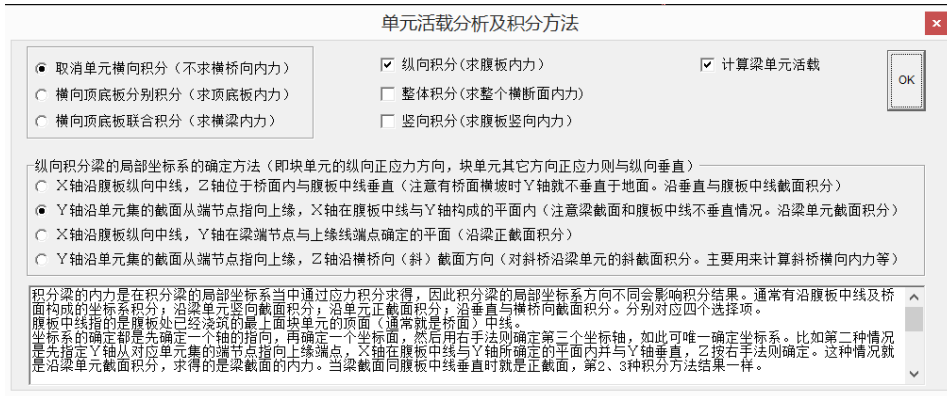 单元活载分析及积分方法
取消单元横向积分（不求横桥向内力）
横向顶底板分别积分（求顶底板内力）
横向顶底板联合积分（求横梁内力）
纵向积分(求腹板内力)
整体积分(求整个横断面内力)
竖向积分(求腹板竖向内力)
计算梁单元活载
OK
纵向积分梁的局部坐标系的确定方法（即块单元的纵向正应力方向，块单元其它方向正应力则与纵向垂直）
X轴沿腹板纵向中线，Z轴位于桥面内与腹板中线垂直（注意有桥面横坡时Y轴就不垂直于地面。沿垂直与腹板中线截面积分）
Y轴沿单元集的截面从端节点指向上缘，X轴在腹板中线与Y轴构成的平面内（注意梁截面和腹板中线不垂直情况。沿梁单元截面积分）
X轴沿腹板纵向中线，Y轴在梁端节点与上缘线端点确定的平面（沿梁正截面积分）
Y轴沿单元集的截面从端节点指向上缘，Z轴沿横桥向（斜）截面方向（对斜桥沿梁单元的斜截面积分。主要用来计算斜桥横向内力等）
积分梁的内力是在积分梁的局部坐标系当中通过应力积分求得，因此积分梁的局部坐标系方向不同会影响积分结果。通常有沿腹板中线及桥
面构成的坐标系积分；沿梁单元竖向截面积分；沿单元正截面积分；沿垂直与横桥向截面积分。分别对应四个选择项。
腹板中线指的是腹板处已经浇筑的最上面块单元的顶面（通常就是桥面）中线。
坐标系的确定都是先确定一个轴的指向，再确定一个坐标面，然后用右手法则确定第三个坐标轴，如此可唯一确定坐标系。比如第二种情况
是先指定Y轴从对应单元集的端节点指向上缘端点，X轴在腹板中线与Y轴所确定的平面内并与Y轴垂直，Z按右手法则确定。这种情况就
是沿梁单元截面积分，求得的是梁截面的内力。当梁截面同腹板中线垂直时就是正截面，第2、3种积分方法结果一样。